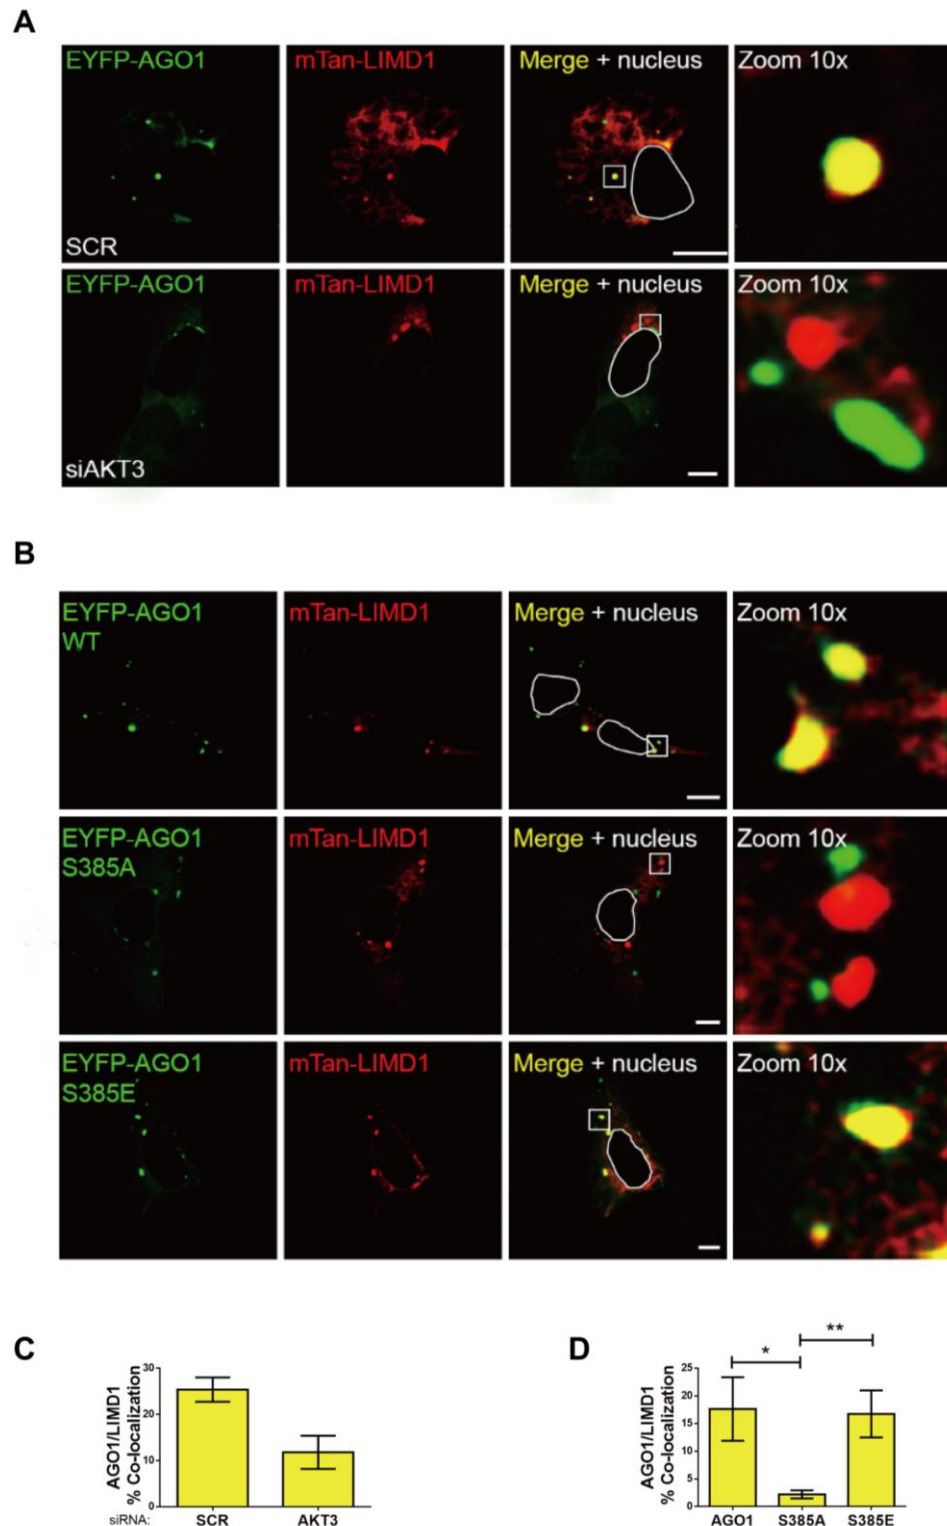 A
EYFP-AGO1 mTan-LIMD1 Merge + nucleus Zoom 10x
SCR
EYFP-AGO1 mTan-LIMD1 Merge + nucleus Zoom 10x
siAKT3
B
EYFP-AGO1 mTan-LIMD1 Merge + nucleus Zoom 10x
WT
EYFP-AGO1 mTan-LIMD1 Merge + nucleus Zoom 10x
S385A
EYFP-AGO1 mTan-LIMD1 Merge + nucleus Zoom 10x
S385E
C
AGO1/LIMD1
% Co-localization
30
20
10
0
siRNA: SCR AKT3
D
* **
AGO1/LIMD1
% Co-localization
25
20
15
10
5
0
AGO1 S385A S385E